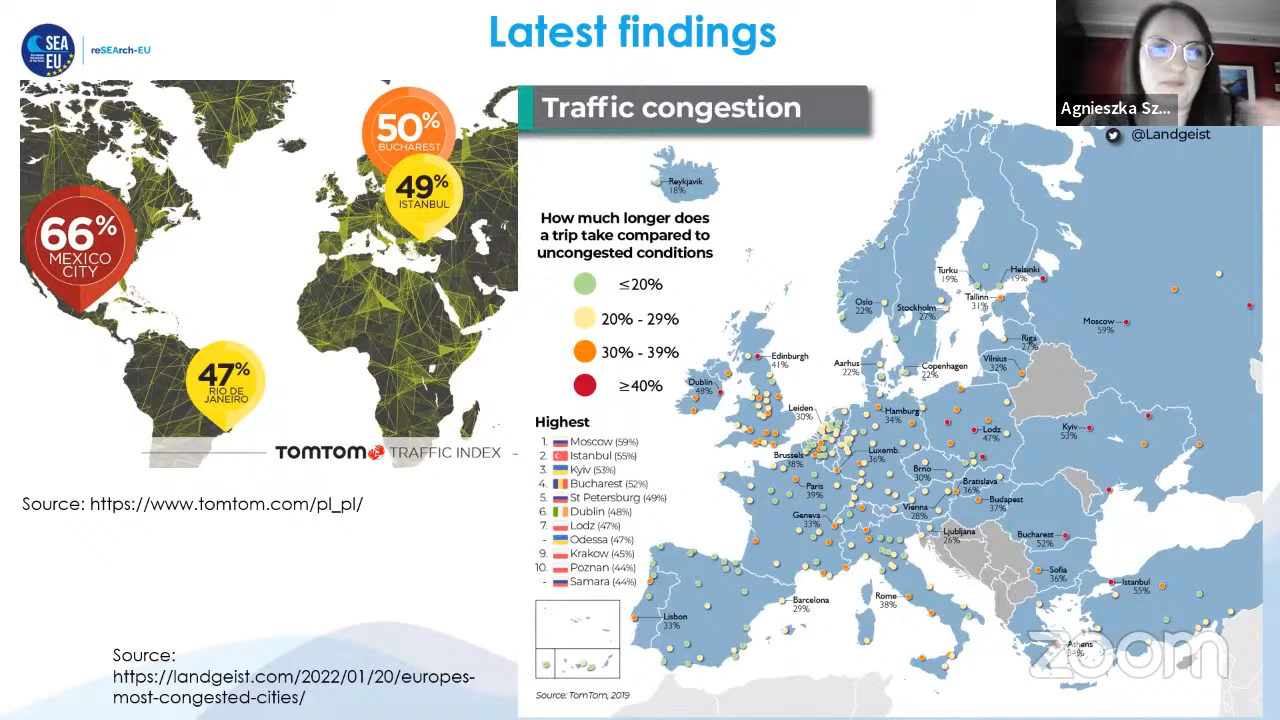 Latest findings
SEA
EU
reSEArch-EU
Agnieszka Sz...
50%
BUCHAREST
49%
ISTANBUL
66%
MEXICO
CITY
47%
RIO DE
JANEIRO
TOMTOM TRAFFIC INDEX
Source: https://www.tomtom.com/pl_pl/
Source:
https://landgeist.com/2022/01/20/europes-
most-congested-cities/
Traffic congestion
@Landgeist
How much longer does
a trip take compared to
uncongested conditions
≤20%
20% - 29%
30% - 39%
≥40%
Highest
1. Moscow (59%)
2. Istanbul (55%)
3. Kyiv (53%)
4. Bucharest (52%)
5. St Petersburg (49%)
6. Dublin (48%)
7. Lodz (47%)
- Odessa (47%)
9. Krakow (45%)
10. Poznan (44%)
- Samara (44%)
Source: TomTom, 2019
Reykjavik
18%
Turku
19%
Helsinki
19%
Oslo
22%
Stockholm
27%
Tallinn
31%
Moscow
59%
Riga
27%
Vilnius
32%
Edinburgh
41%
Aarhus
22%
Copenhagen
22%
Dublin
48%
Leiden
30%
Hamburg
34%
Lodz
47%
Kyiv
53%
Brussels
38%
Luxemb.
36%
Brno
30%
Bratislava
36%
Paris
39%
Budapest
37%
Vienna
28%
Geneva
33%
Ljubljana
26%
Bucharest
52%
Sofia
36%
Istanbul
55%
Barcelona
29%
Rome
38%
Lisbon
33%
Athens
zoom